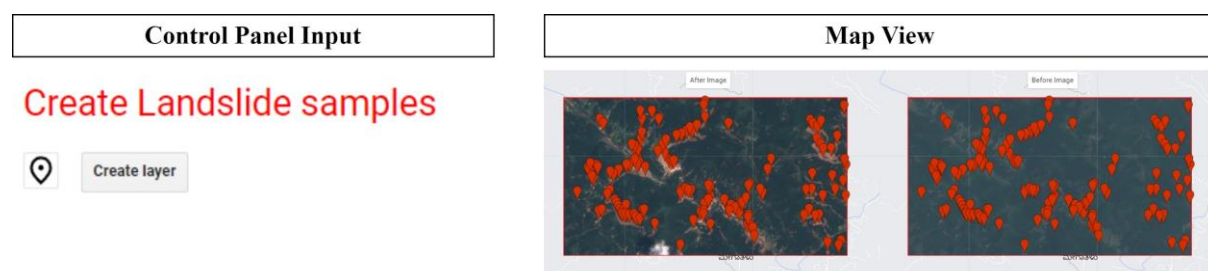 Control Panel Input
Map View
Create Landslide samples
Create layer
After Image
Before Image